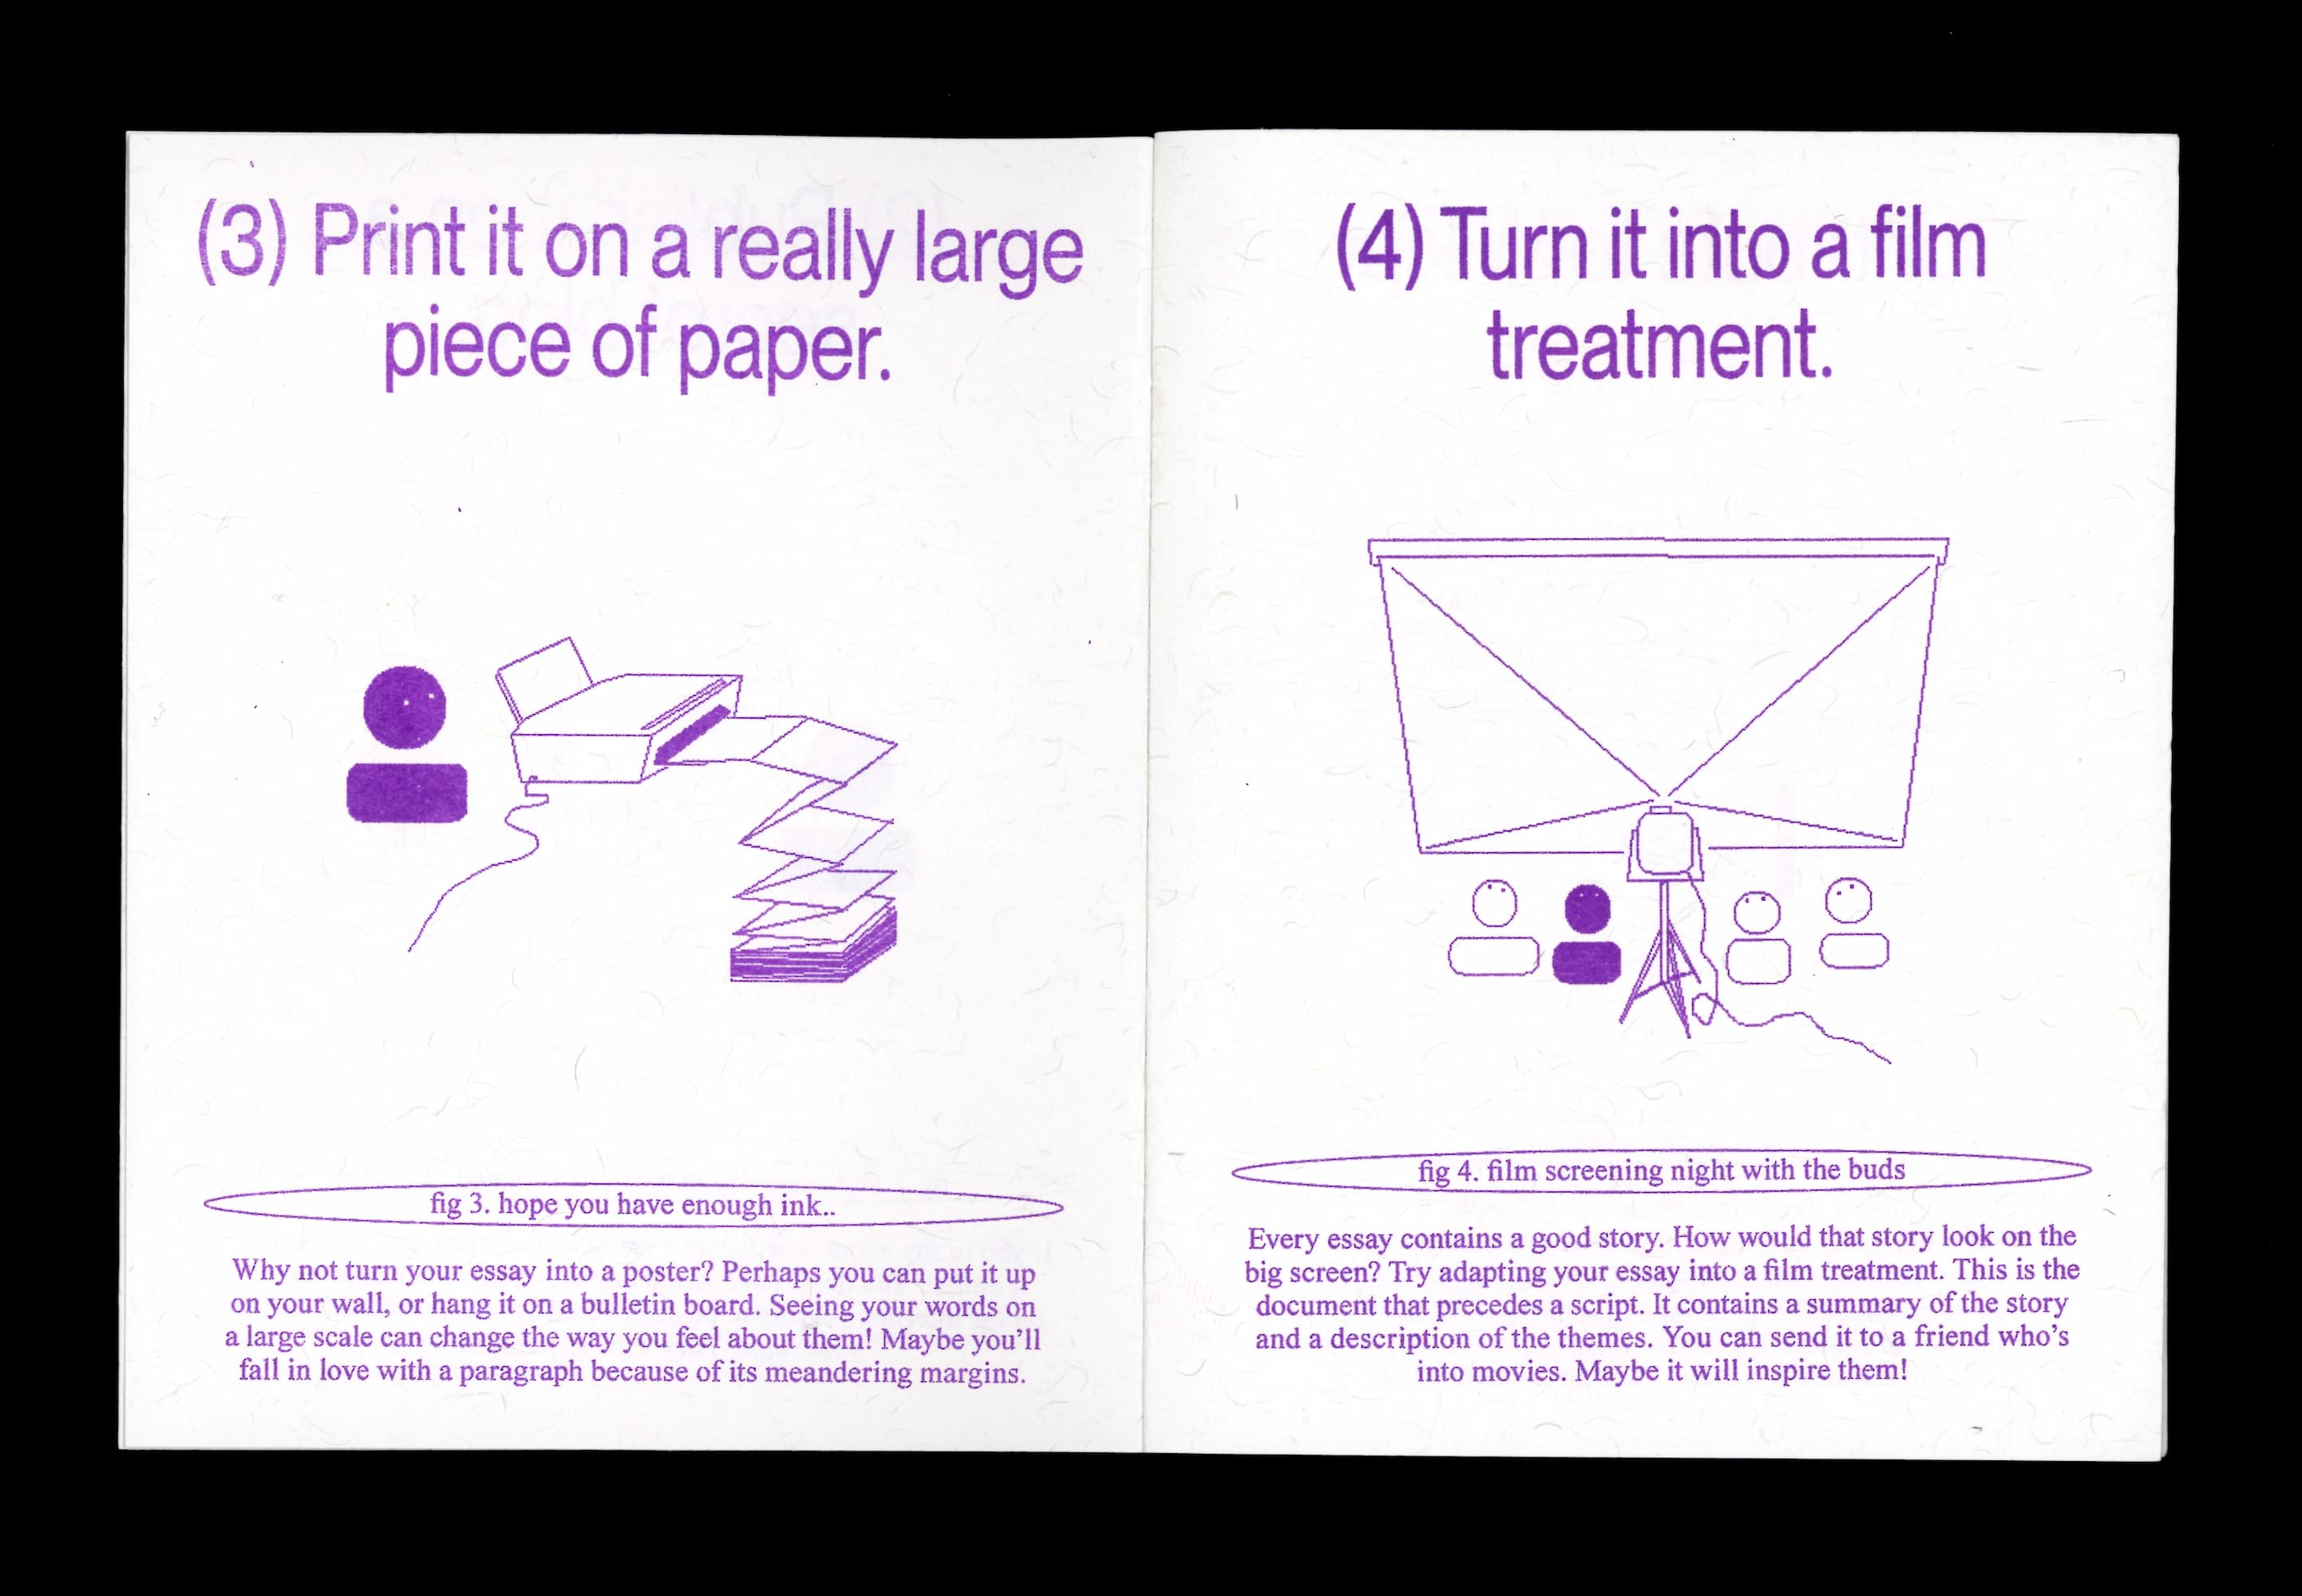 (3) Print it on a really large
piece of paper.
fig 3. hope you have enough ink..
Why not turn your essay into a poster? Perhaps you can put it up
on your wall, or hang it on a bulletin board. Seeing your words on
a large scale can change the way you feel about them! Maybe you’ll
fall in love with a paragraph because of its meandering margins.
(4) Turn it into a film
treatment.
fig 4. film screening night with the buds
Every essay contains a good story. How would that story look on the
big screen? Try adapting your essay into a film treatment. This is the
document that precedes a script. It contains a summary of the story
and a description of the themes. You can send it to a friend who’s
into movies. Maybe it will inspire them!